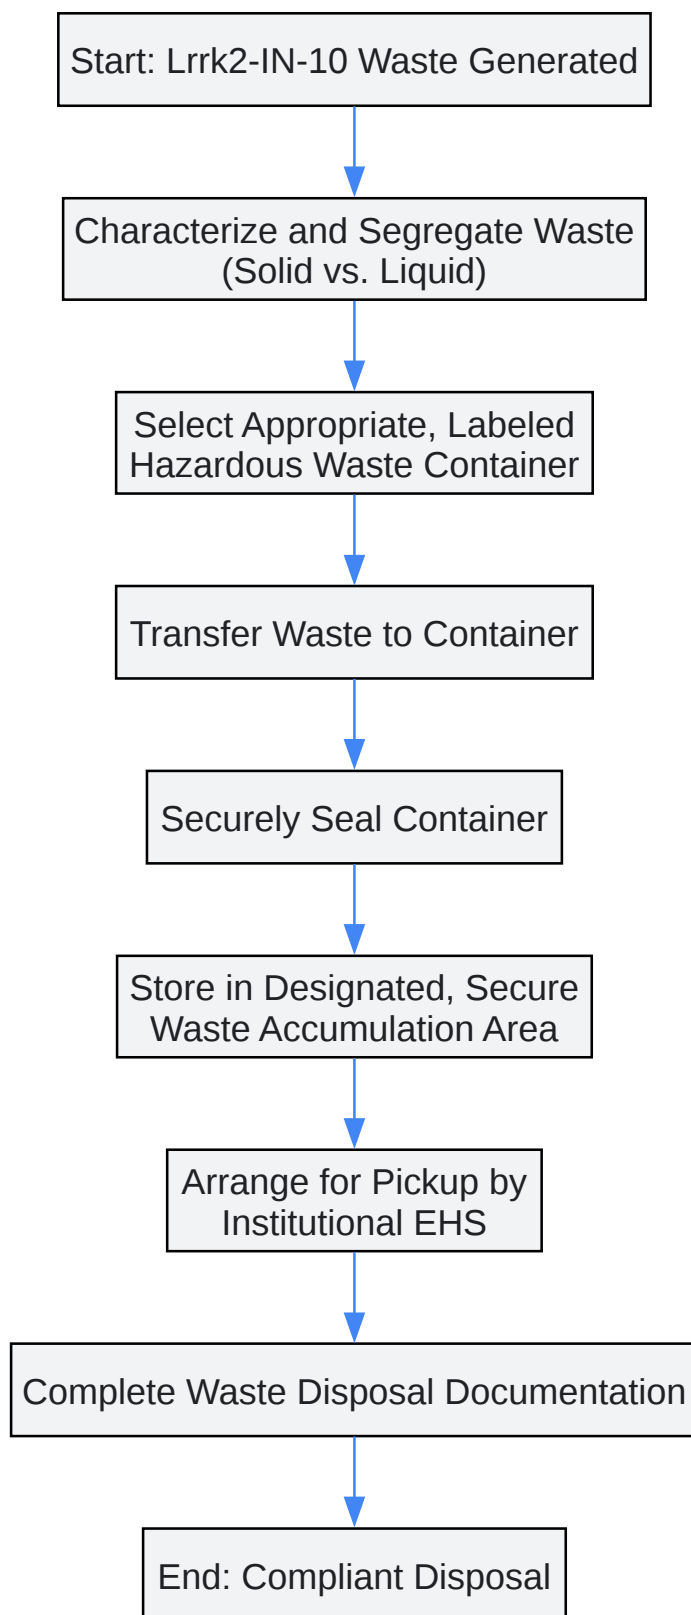 Start: Lrrk2-IN-10 Waste Generated
Characterize and Segregate Waste
(Solid vs. Liquid)
Select Appropriate, Labeled
Hazardous Waste Container
Transfer Waste to Container
Securely Seal Container
Store in Designated, Secure
Waste Accumulation Area
Arrange for Pickup by
Institutional EHS
Complete Waste Disposal Documentation
End: Compliant Disposal